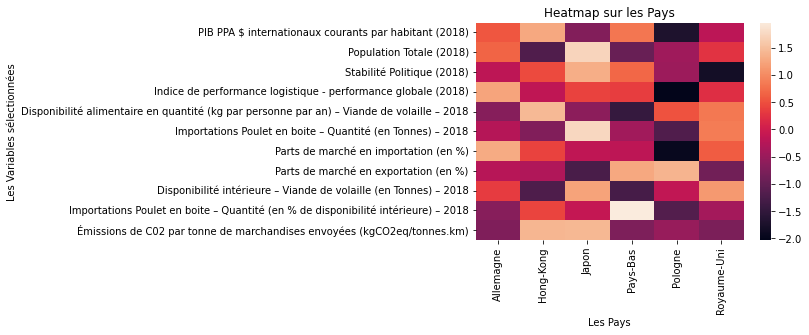 Heatmap sur les Pays
Les Variables sélectionnées
PIB PPA $ internationaux courants par habitant (2018)
Population Totale (2018)
Stabilité Politique (2018)
Indice de performance logistique - performance globale (2018)
Disponibilité alimentaire en quantité (kg par personne par an) – Viande de volaille – 2018
Importations Poulet en boite – Quantité (en Tonnes) – 2018
Parts de marché en importation (en %)
Parts de marché en exportation (en %)
Disponibilité intérieure – Viande de volaille (en Tonnes) – 2018
Importations Poulet en boite – Quantité (en % de disponibilité intérieure) – 2018
Émissions de C02 par tonne de marchandises envoyées (kgCO2eq/tonnes.km)
Allemagne
Hong-Kong
Japon
Pays-Bas
Pologne
Royaume-Uni
Les Pays
1.5
1.0
0.5
0.0
−0.5
−1.0
−1.5
−2.0